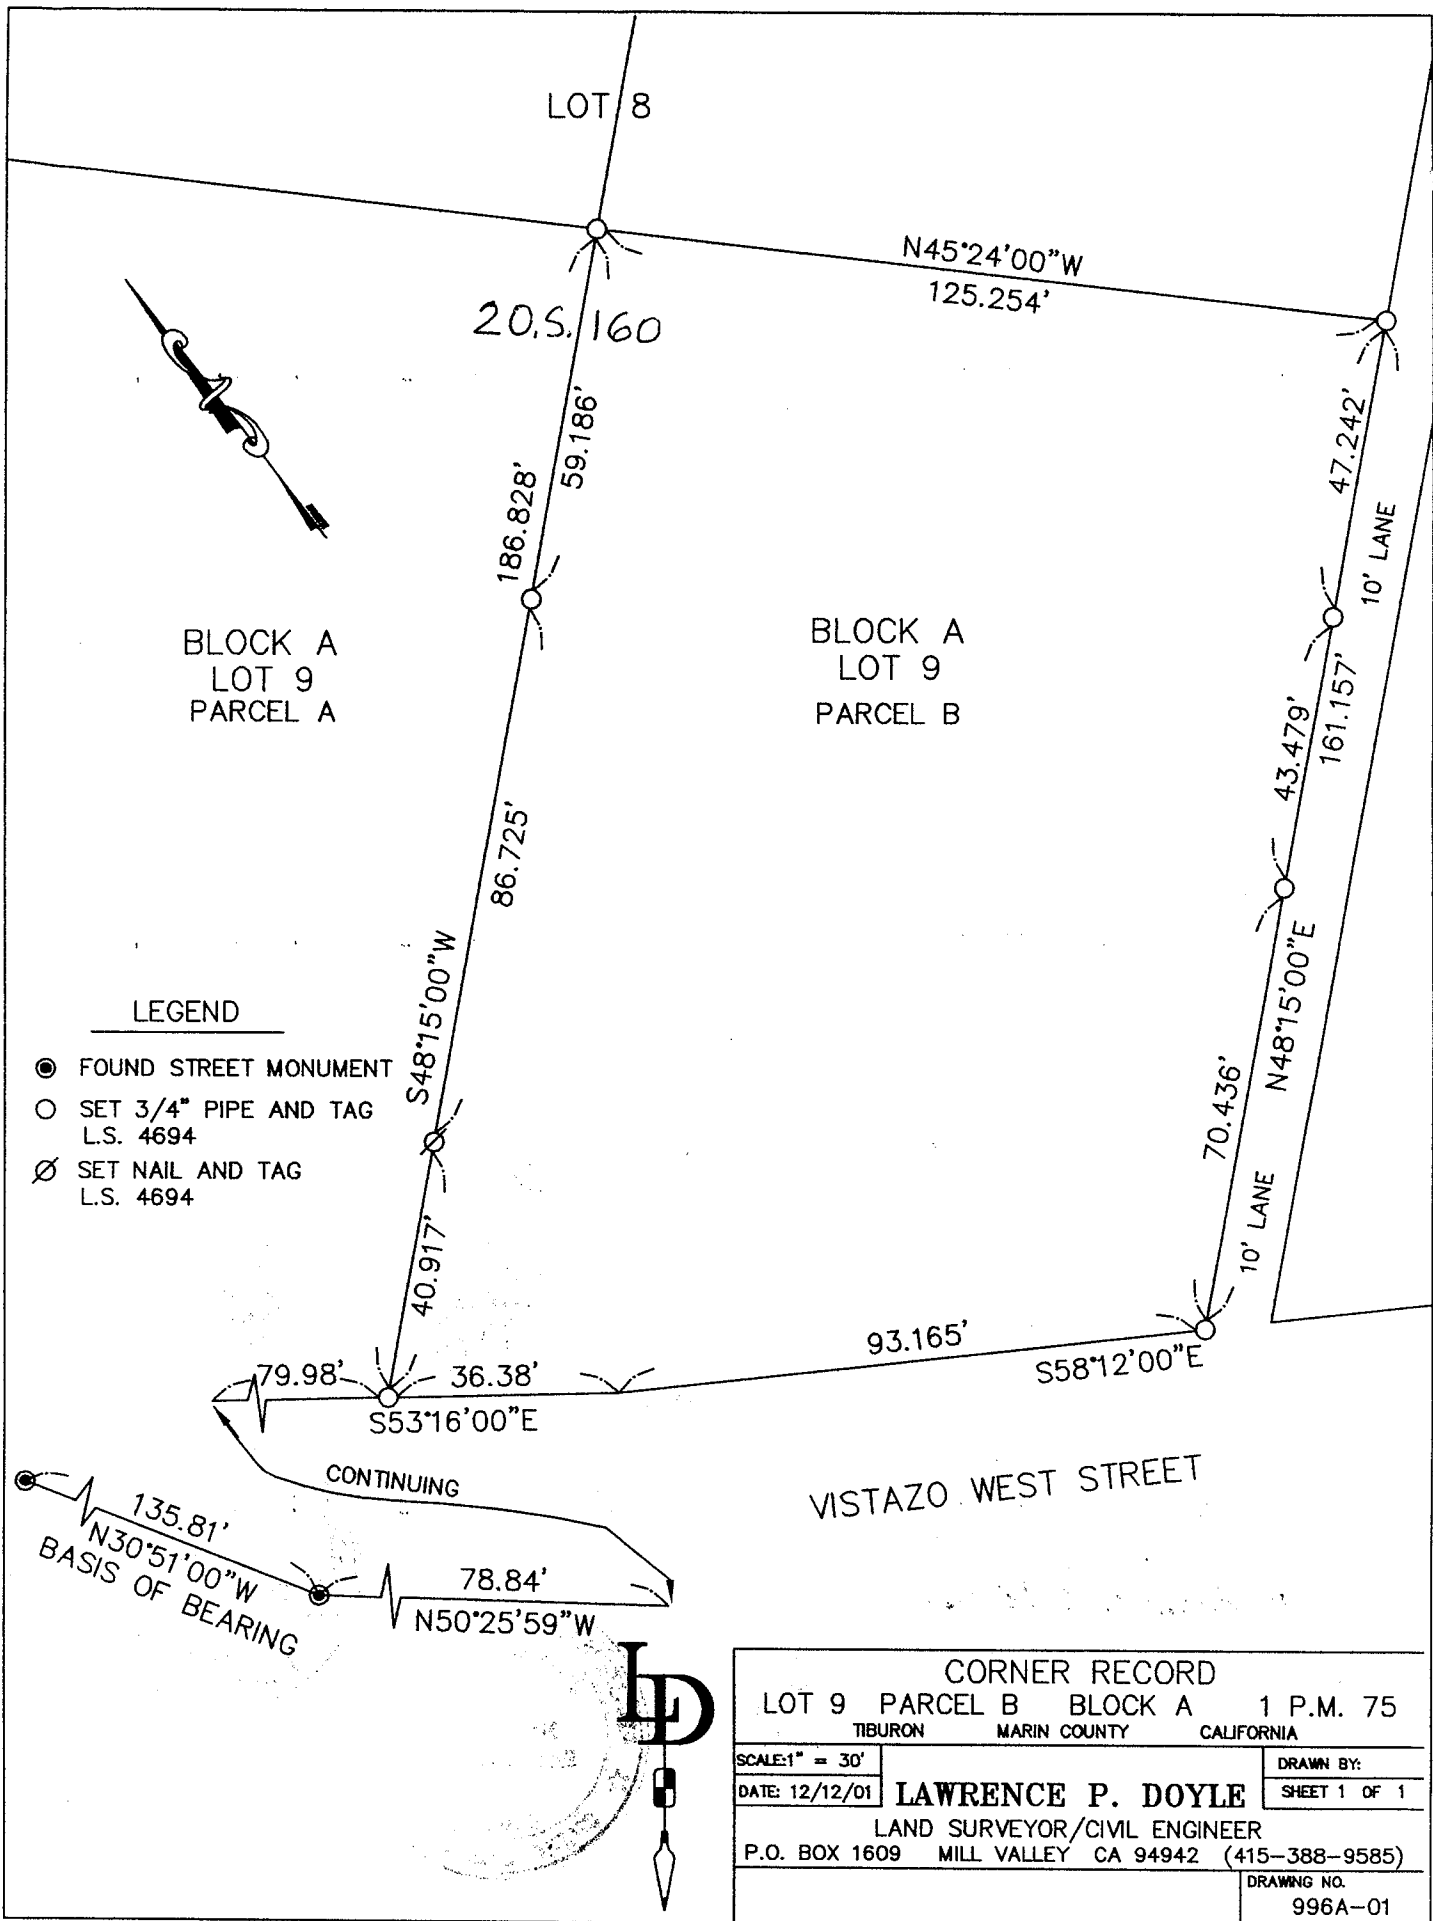 LOT 8
N45°24'00"W
125.254'
20.S. 160
59.186'
186.828'
47.242'
10' LANE
BLOCK A
LOT 9
PARCEL A
BLOCK A
LOT 9
PARCEL B
43.479'
161.157'
86.725'
S48°15'00"W
N48°15'00"E
LEGEND
FOUND STREET MONUMENT
SET 3/4" PIPE AND TAG
L.S. 4694
SET NAIL AND TAG
L.S. 4694
70.436'
10' LANE
40.917'
79.98'
36.38'
93.165'
S53°16'00"E
S58°12'00"E
CONTINUING
VISTAZO WEST STREET
135.81'
N30°51'00"W
BASIS OF BEARING
78.84'
N50°25'59"W
LD
CORNER RECORD
LOT 9 PARCEL B BLOCK A 1 P.M. 75
TIBURON MARIN COUNTY CALIFORNIA
SCALE:1" = 30'
DRAWN BY:
DATE: 12/12/01
LAWRENCE P. DOYLE
SHEET 1 OF 1
LAND SURVEYOR/CIVIL ENGINEER
P.O. BOX 1609 MILL VALLEY CA 94942 (415-388-9585)
DRAWING NO.
996A-01